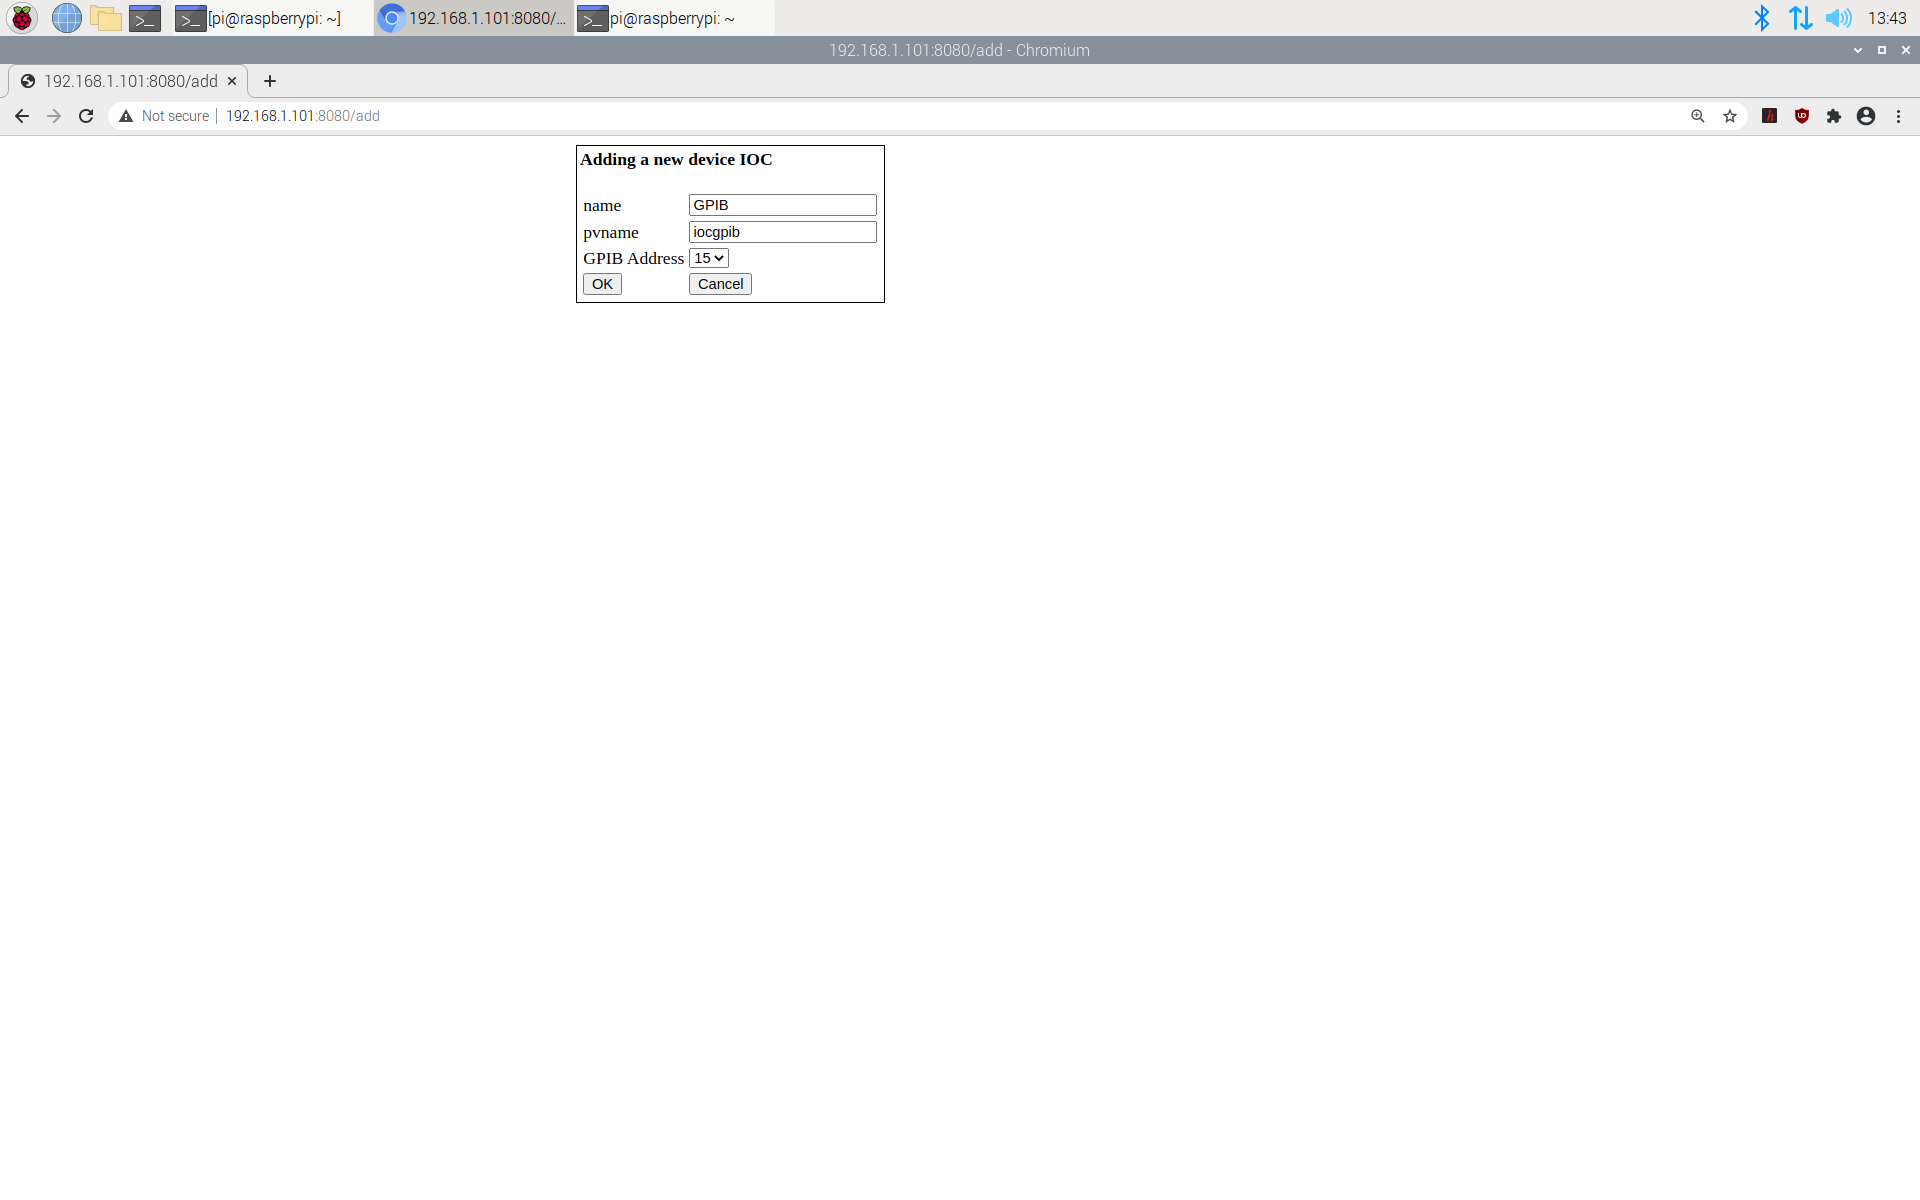 [pi@raspberrypi: ~] 192.168.1.101:8080/... pi@raspberrypi: ~ 13:43
192.168.1.101:8080/add - Chromium
192.168.1.101:8080/add
Not secure 192.168.1.101:8080/add
Adding a new device IOC
name GPIB
pvname iocgpib
GPIB Address 15
OK Cancel